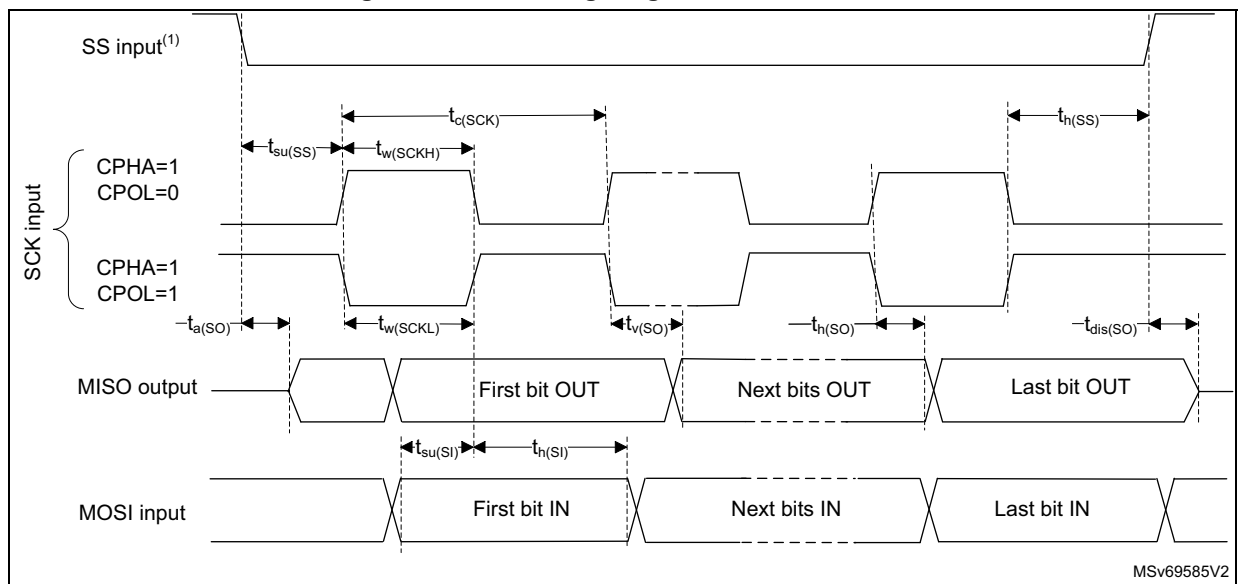 SS input(1)
tc(SCK)
th(SS)
tsu(SS)
tw(SCKH)
SCK input
CPHA=1
CPOL=0
CPHA=1
CPOL=1
ta(SO)
tw(SCKL)
tv(SO)
th(SO)
tdis(SO)
MISO output
First bit OUT
Next bits OUT
Last bit OUT
tsu(SI)
th(SI)
MOSI input
First bit IN
Next bits IN
Last bit IN
MSv69585V2